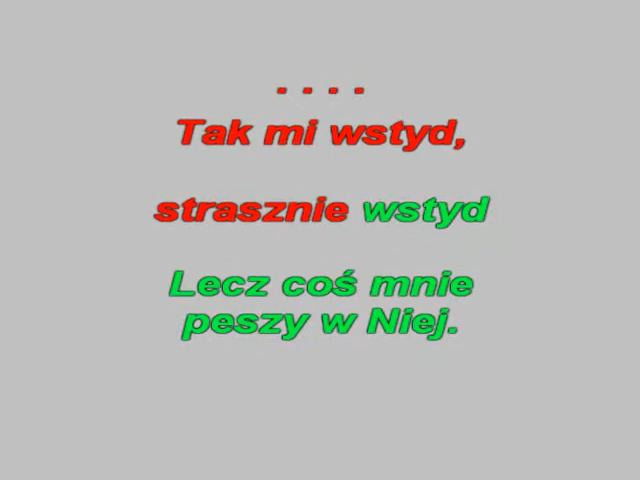 . . . .
Tak mi wstyd,
strasznie wstyd
Lecz coś mnie
peszy w Niej.